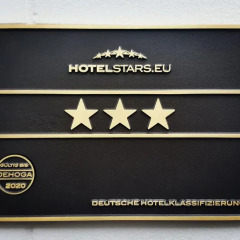 HOTELSTARS.EU
GÜLTIG BIS
DEHOGA
2020
DEUTSCHE HOTELKLASSIFIZIERUNG